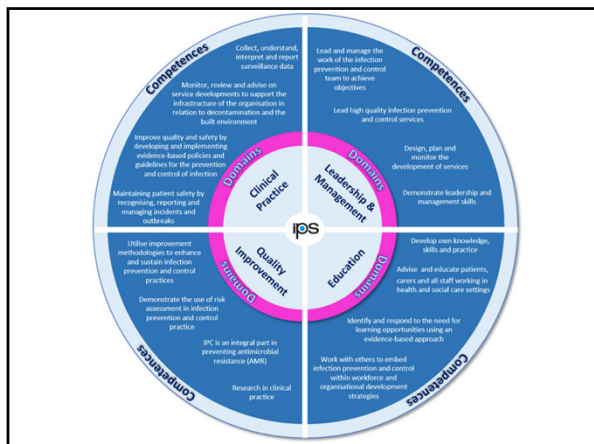 Competences
Collect, understand,
interpret and report
surveillance data
Monitor, review and advise on
service developments to support the
infrastructure of the organisation in
relation to decontamination and the
built environment
Improve quality and safety by
developing and implementing
evidence-based policies and
guidelines for the prevention
and control of infection
Maintaining patient safety by
recognising, reporting and
managing incidents and
outbreaks
Domains
Clinical
Practice
Competences
Lead and manage the
work of the infection
prevention and control
team to achieve
objectives
Lead high quality infection prevention
and control services
Design, plan and
monitor the
development of services
Demonstrate leadership and
management skills
Domains
Leadership &
Management
ips
Utilise improvement
methodologies to enhance
and sustain infection
prevention and control
practices
Demonstrate the use of risk
assessment in infection
prevention and control
practice
IPC is an integral part in
preventing antimicrobial
resistance (AMR)
Research in clinical
practice
Quality
Improvement
Domains
Competences
Develop own knowledge,
skills and practice
Advise and educate patients,
carers and all staff working in
health and social care settings
Identify and respond to the need for
learning opportunities using an
evidence-based approach
Work with others to embed
infection prevention and control
within workforce and
organisational development
strategies
Education
Domains
Competences